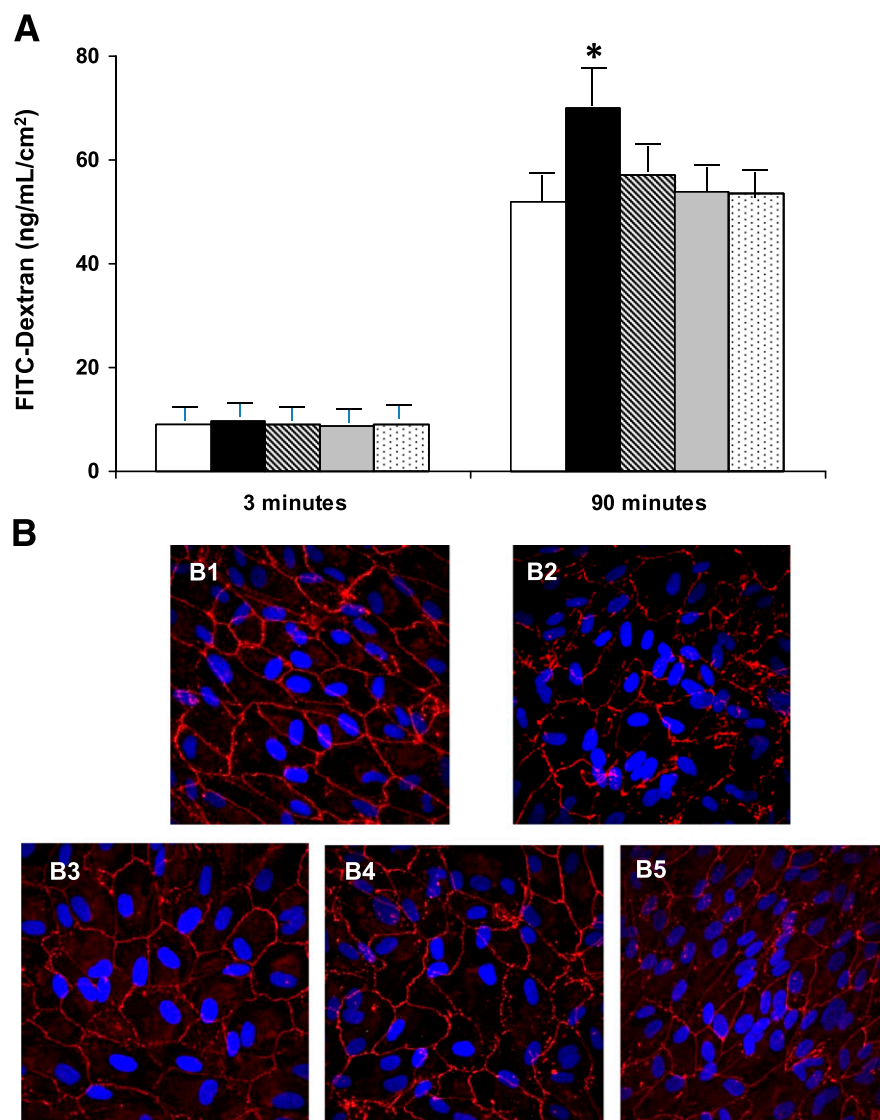 A
80
60
40
20
0
FITC-Dextran (ng/mL/cm²)
*
3 minutes
90 minutes
B
B1
B2
B3
B4
B5